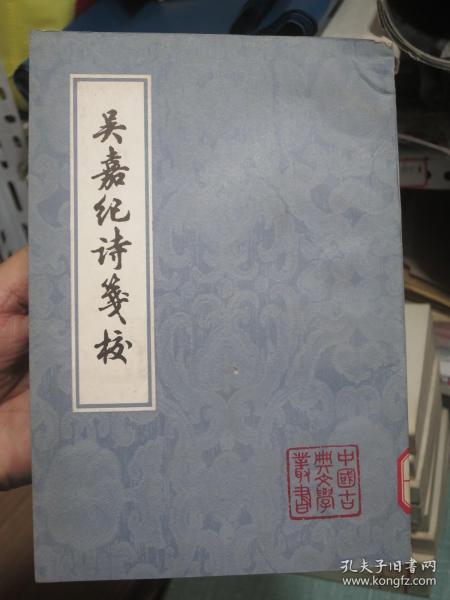 吴嘉纪诗笺校
中國古
典文學
叢書
孔夫子旧书网
www.kongfz.com